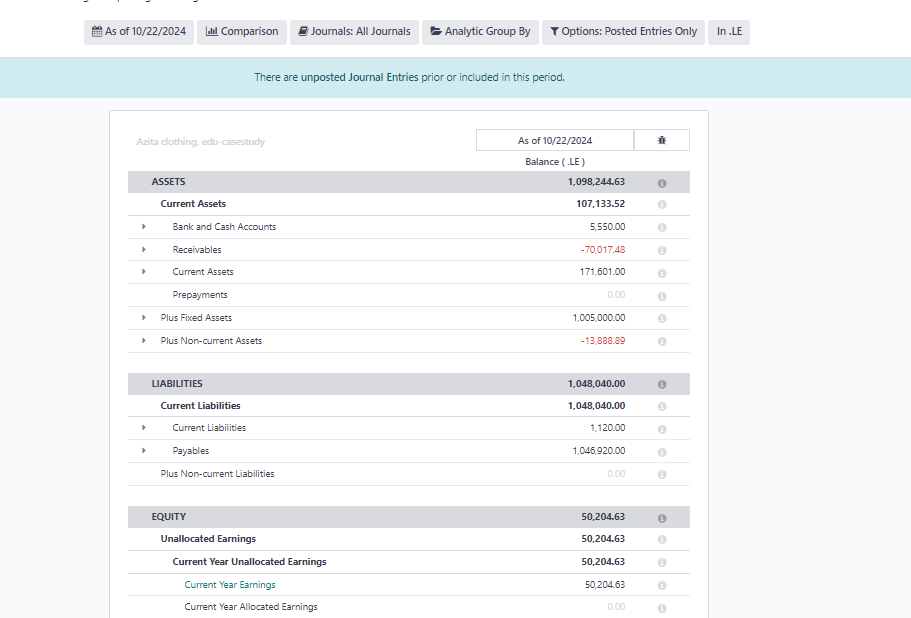 As of 10/22/2024 Comparison Journals: All Journals Analytic Group By Options: Posted Entries Only In .LE
There are unposted Journal Entries prior or included in this period.
Azita clothing, edu-casestudy As of 10/22/2024
Balance ( .LE )
ASSETS 1,098,244.63
Current Assets 107,133.52
Bank and Cash Accounts 5,550.00
Receivables -70,017.48
Current Assets 171,601.00
Prepayments 0.00
Plus Fixed Assets 1,005,000.00
Plus Non-current Assets -13,888.89
LIABILITIES 1,048,040.00
Current Liabilities 1,048,040.00
Current Liabilities 1,120.00
Payables 1,046,920.00
Plus Non-current Liabilities 0.00
EQUITY 50,204.63
Unallocated Earnings 50,204.63
Current Year Unallocated Earnings 50,204.63
Current Year Earnings 50,204.63
Current Year Allocated Earnings 0.00